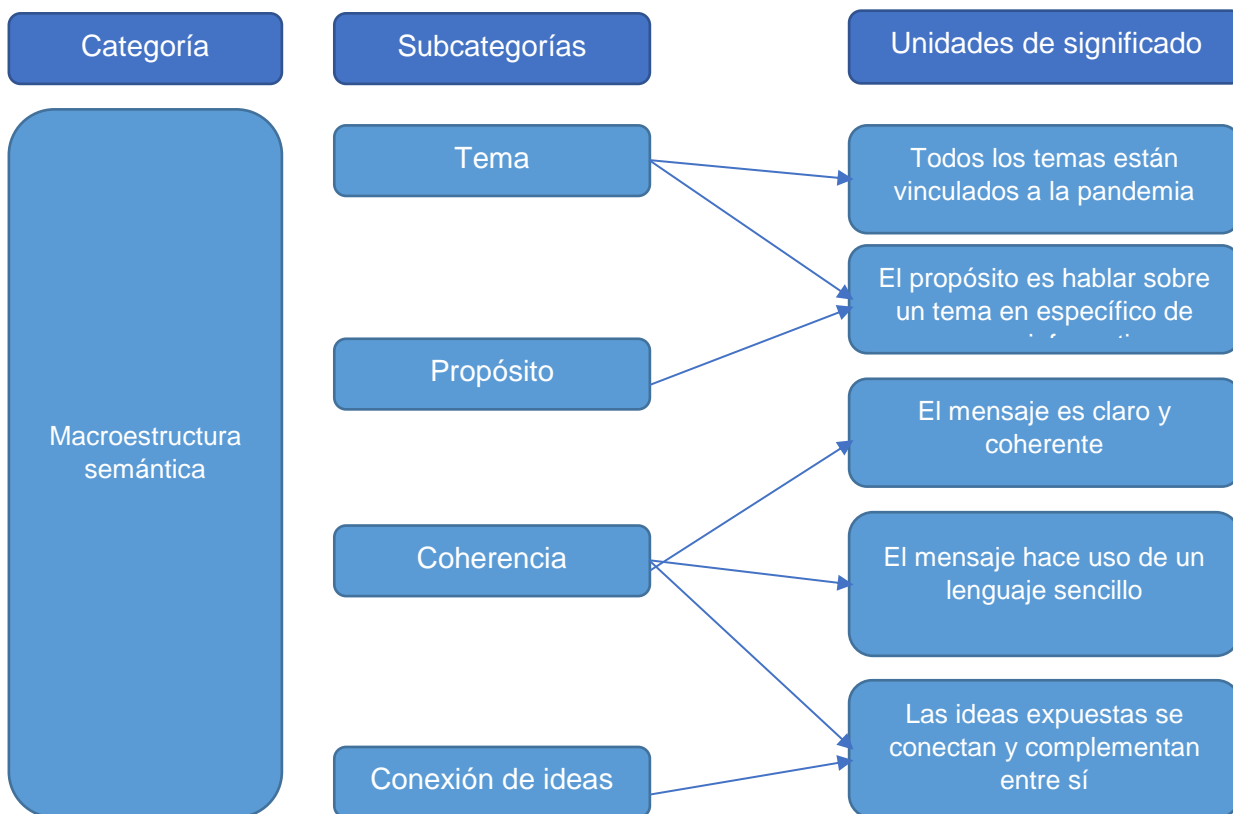 Categoría
Subcategorías
Unidades de significado
Macroestructura
semántica
Tema
Propósito
Coherencia
Conexión de ideas
Todos los temas están
vinculados a la pandemia
El propósito es hablar sobre
un tema en específico de
El mensaje es claro y
coherente
El mensaje hace uso de un
lenguaje sencillo
Las ideas expuestas se
conectan y complementan
entre sí